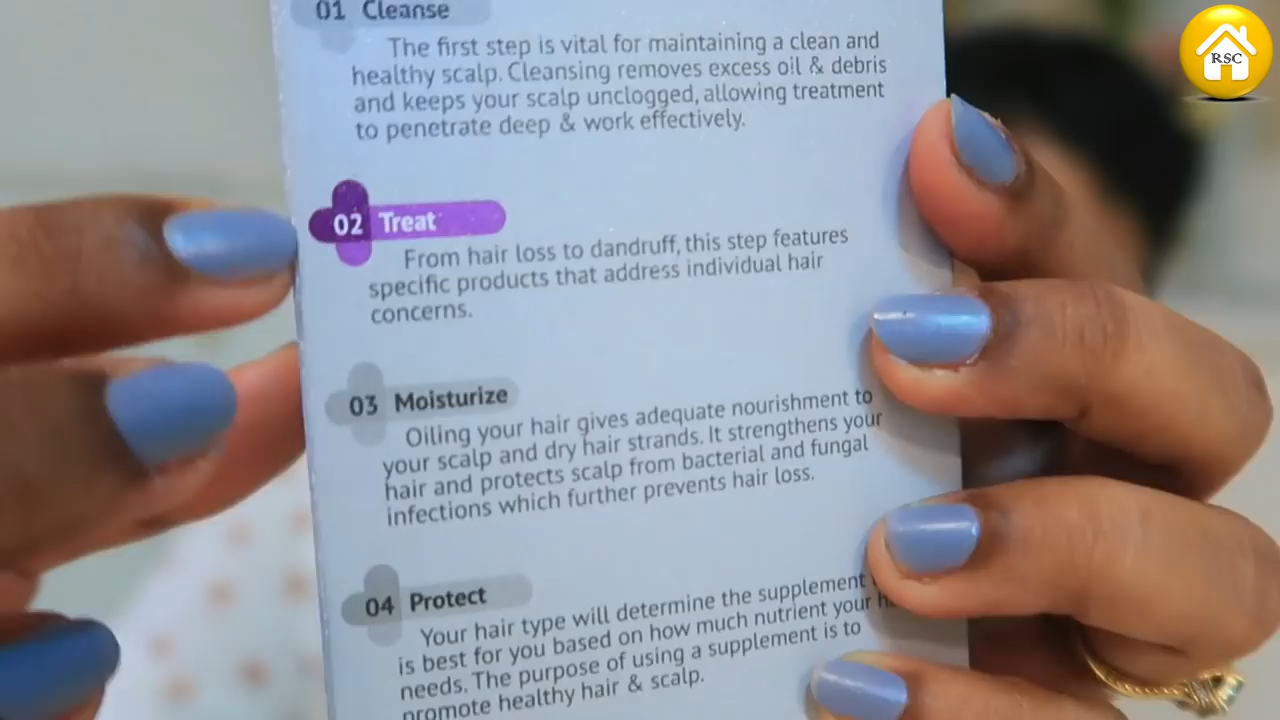 RSC
01 Cleanse
The first step is vital for maintaining a clean and
healthy scalp. Cleansing removes excess oil & debris
and keeps your scalp unclogged, allowing treatment
to penetrate deep & work effectively.
02 Treat
From hair loss to dandruff, this step features
specific products that address individual hair
concerns.
03 Moisturize
Oiling your hair gives adequate nourishment to
your scalp and dry hair strands. It strengthens your
hair and protects scalp from bacterial and fungal
infections which further prevents hair loss.
04 Protect
Your hair type will determine the supplement
is best for you based on how much nutrient your
needs. The purpose of using a supplement is to
promote healthy hair & scalp.